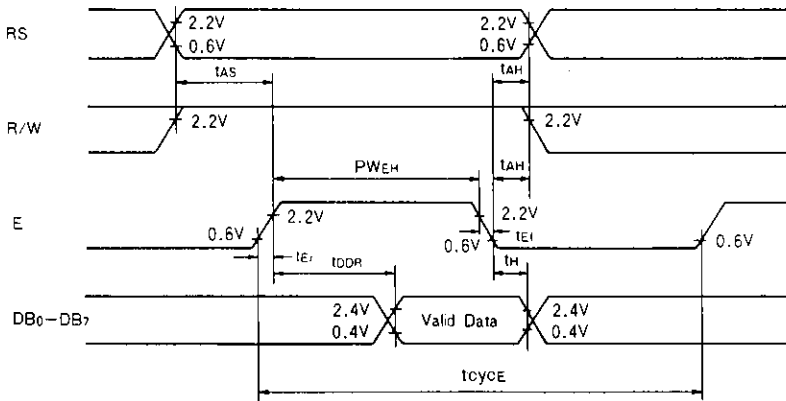 RS
2.2V 2.2V
0.6V 0.6V
tAS tAH
R/W
2.2V 2.2V
PWEH tAH
E
0.6V 2.2V 2.2V 0.6V
0.6V
tEr tEf
tDDR tH
DB0-DB7
2.4V Valid Data 2.4V
0.4V 0.4V
tcycE